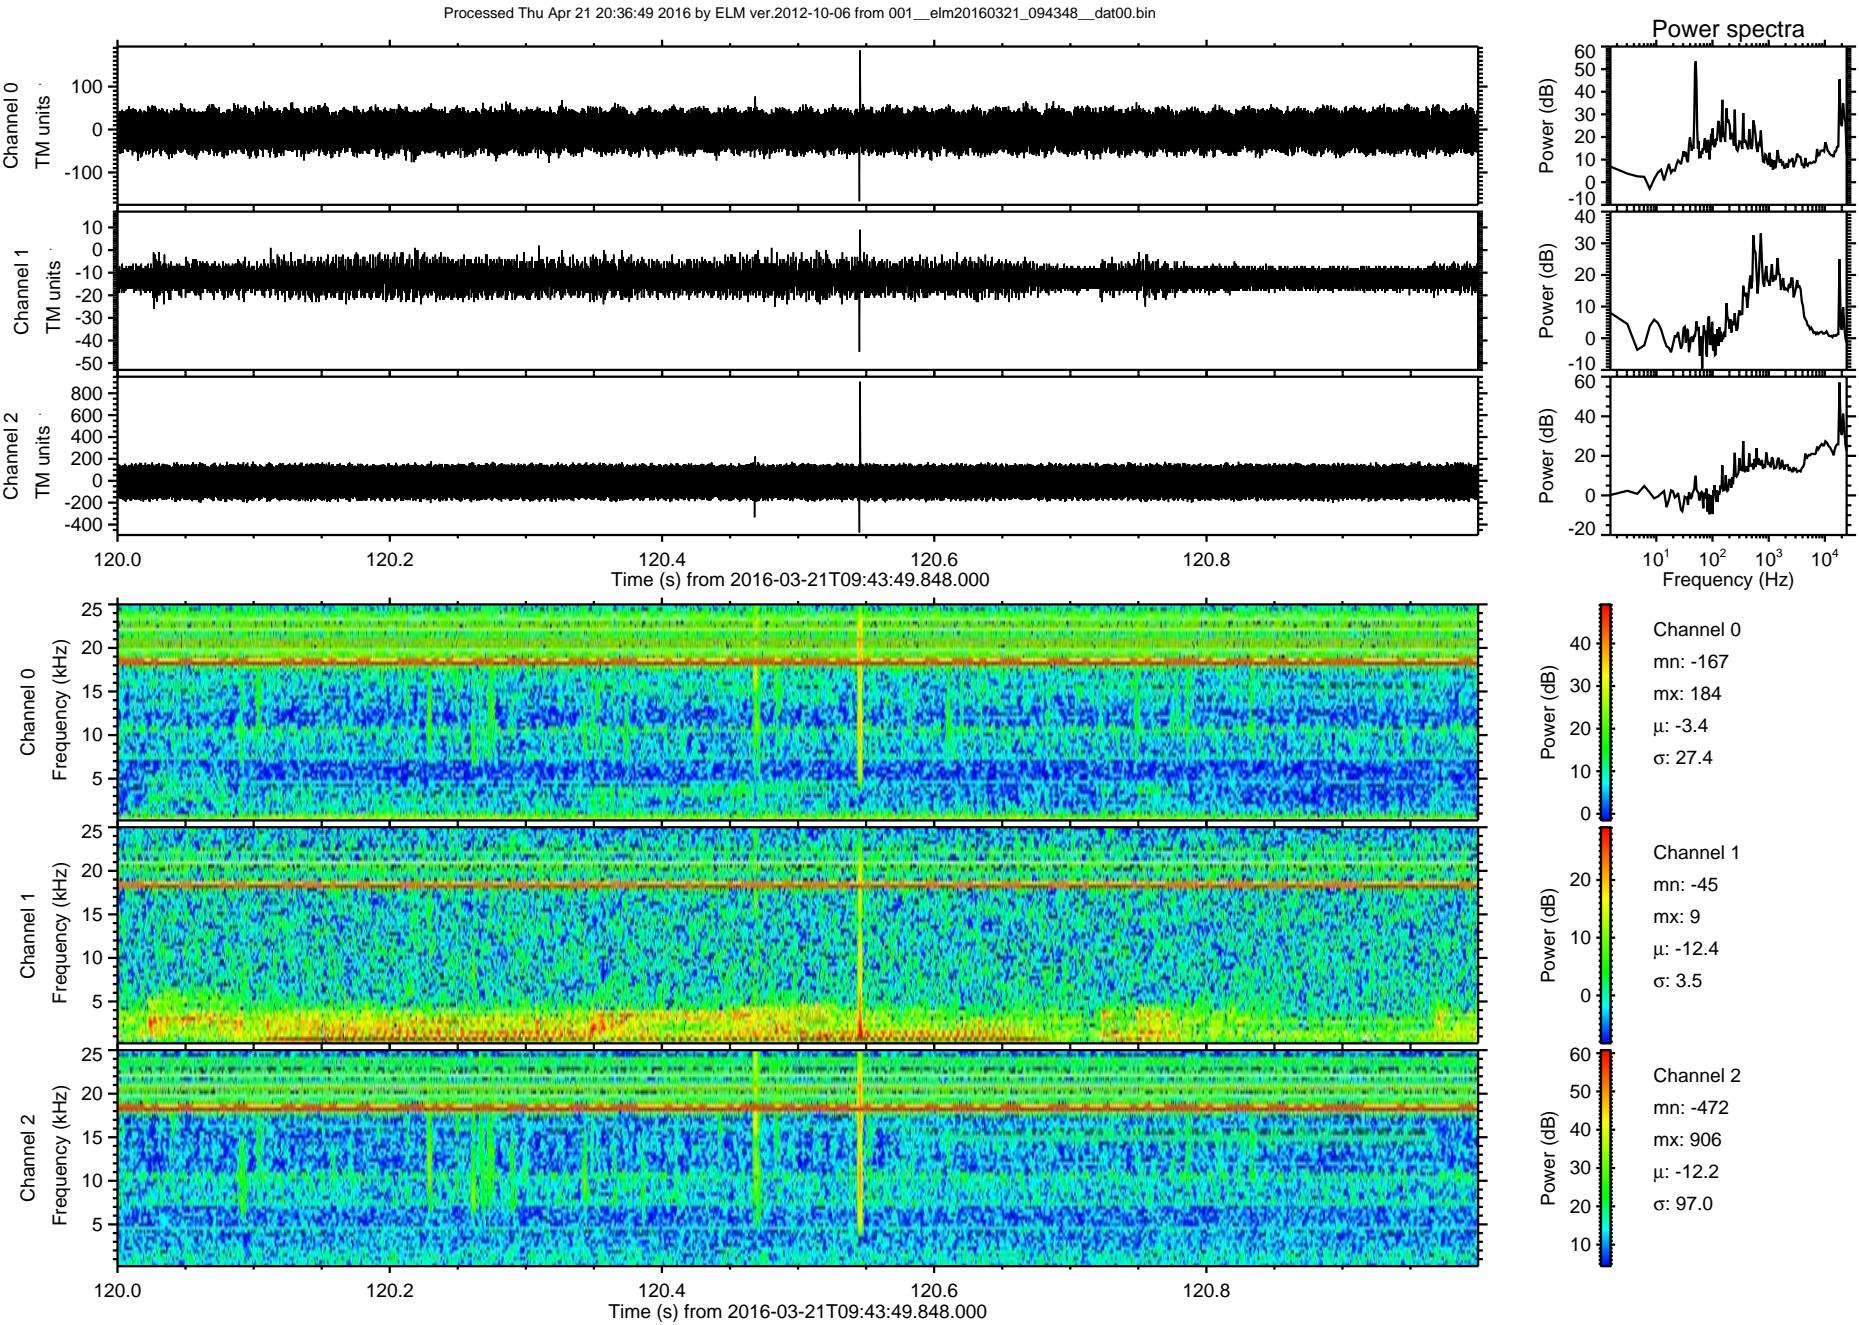 Processed Thu Apr 21 20:36:49 2016 by ELM ver.2012-10-06 from 001__elm20160321_094348__dat00.bin
Power spectra
Channel 0
TM units
100
0
-100
Power (dB)
60
50
40
30
20
10
0
-10
Channel 1
TM units
10
0
-10
-20
-30
-40
-50
Power (dB)
40
30
20
10
0
-10
Channel 2
TM units
800
600
400
200
0
-200
-400
Power (dB)
60
40
20
0
-20
120.0 120.2 120.4 120.6 120.8
Time (s) from 2016-03-21T09:43:49.848.000
10¹ 10² 10³ 10⁴
Frequency (Hz)
Channel 0
Frequency (kHz)
25
20
15
10
5
Power (dB)
40
30
20
10
0
Channel 0
mn: -167
mx: 184
µ: -3.4
σ: 27.4
Channel 1
Frequency (kHz)
25
20
15
10
5
Power (dB)
20
10
0
Channel 1
mn: -45
mx: 9
µ: -12.4
σ: 3.5
Channel 2
Frequency (kHz)
25
20
15
10
5
Power (dB)
60
50
40
30
20
10
Channel 2
mn: -472
mx: 906
µ: -12.2
σ: 97.0
120.0 120.2 120.4 120.6 120.8
Time (s) from 2016-03-21T09:43:49.848.000